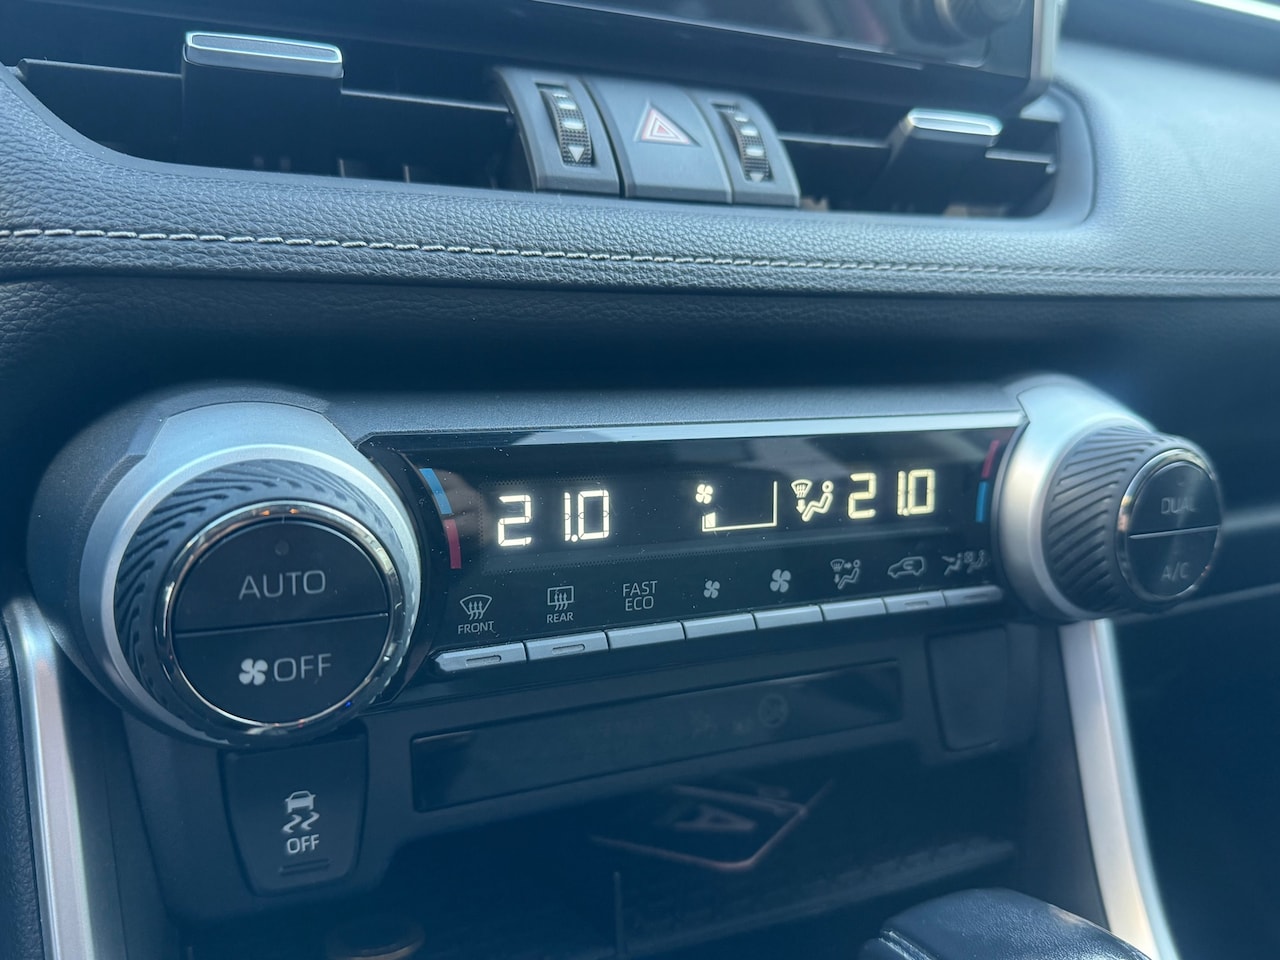 21.0
21.0
AUTO
OFF
FRONT
REAR
FAST
ECO
DUAL
A/C
OFF